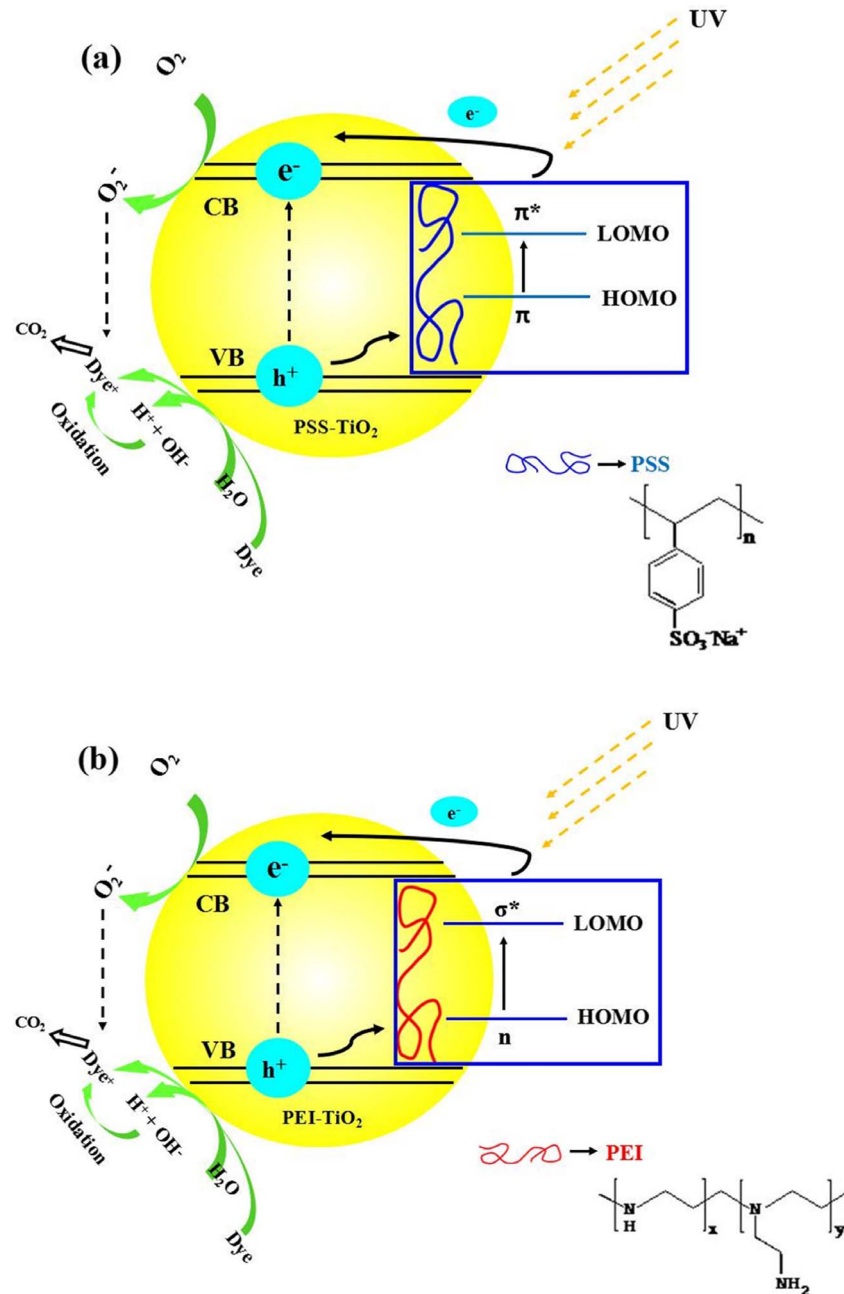 UV
(a)
O₂
e⁻
e⁻
O₂⁻
CB
π*
LOMO
HOMO
π
CO₂
VB
h⁺
Dye⁺
PSS-TiO₂
H⁺ + OH-
Oxidation
H₂O
Dye
PSS
n
SO₃⁻Na⁺
UV
(b)
O₂
e⁻
e⁻
O₂⁻
CB
σ*
LOMO
HOMO
n
CO₂
VB
h⁺
Dye⁺
PEI-TiO₂
H⁺ + OH-
Oxidation
H₂O
Dye
PEI
N
H
x
N
y
NH₂